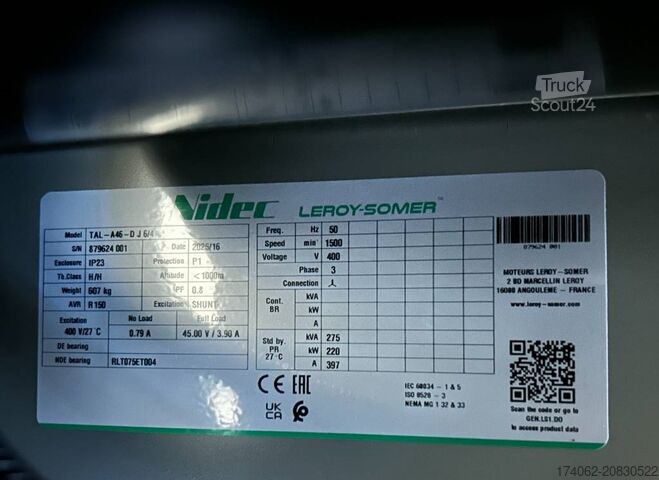 Truck
Scout24
Nidec LEROY-SOMER™
Model TAL-A46-D J 6/4
S/N 879624 001 Date 2025/16
Enclosure IP23 Protection P1 -
Th.Class H/H Altitude <1000m
Weight 607 kg PF 0.8
AVR R150 Excitation SHUNT
Excitation No Load Full Load
400 V/27°C 0.79 A 45.00 V / 3.90 A
DE bearing
NDE bearing RLT075ET004
Freq. Hz 50
Speed min⁻¹ 1500
Voltage V 400
Phase 3
Connection
Cont. BR kVA
kW
A
Std by. PR 27°C kVA 275
kW 220
A 397
879624 001
MOTEURS LEROY-SOMER
2 BD MARCELLIN LEROY
16000 ANGOULEME - FRANCE
www.leroy-somer.com
CE EAC
UK
CA
IEC 60034 - 1 & 5
ISO 8528 - 3
NEMA MG 1 32 & 33
Scan the code or go to
GEN.LS1.DO
to access product data
174062-20830522